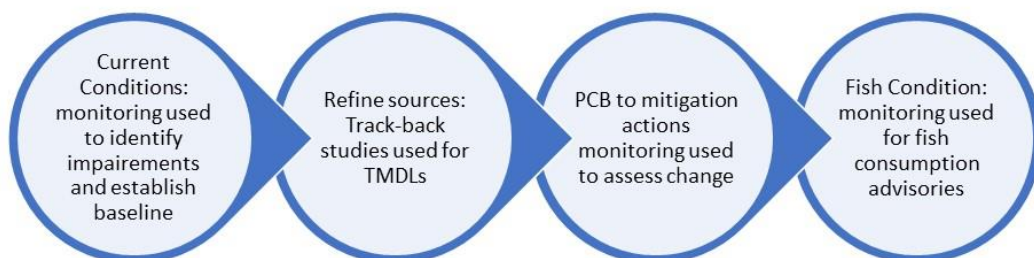 Current
Conditions:
monitoring used
to identify
impairements
and establish
baseline
Refine sources:
Track-back
studies used for
TMDLs
PCB to mitigation
actions
monitoring used
to assess change
Fish Condition:
monitoring used
for fish
consumption
advisories